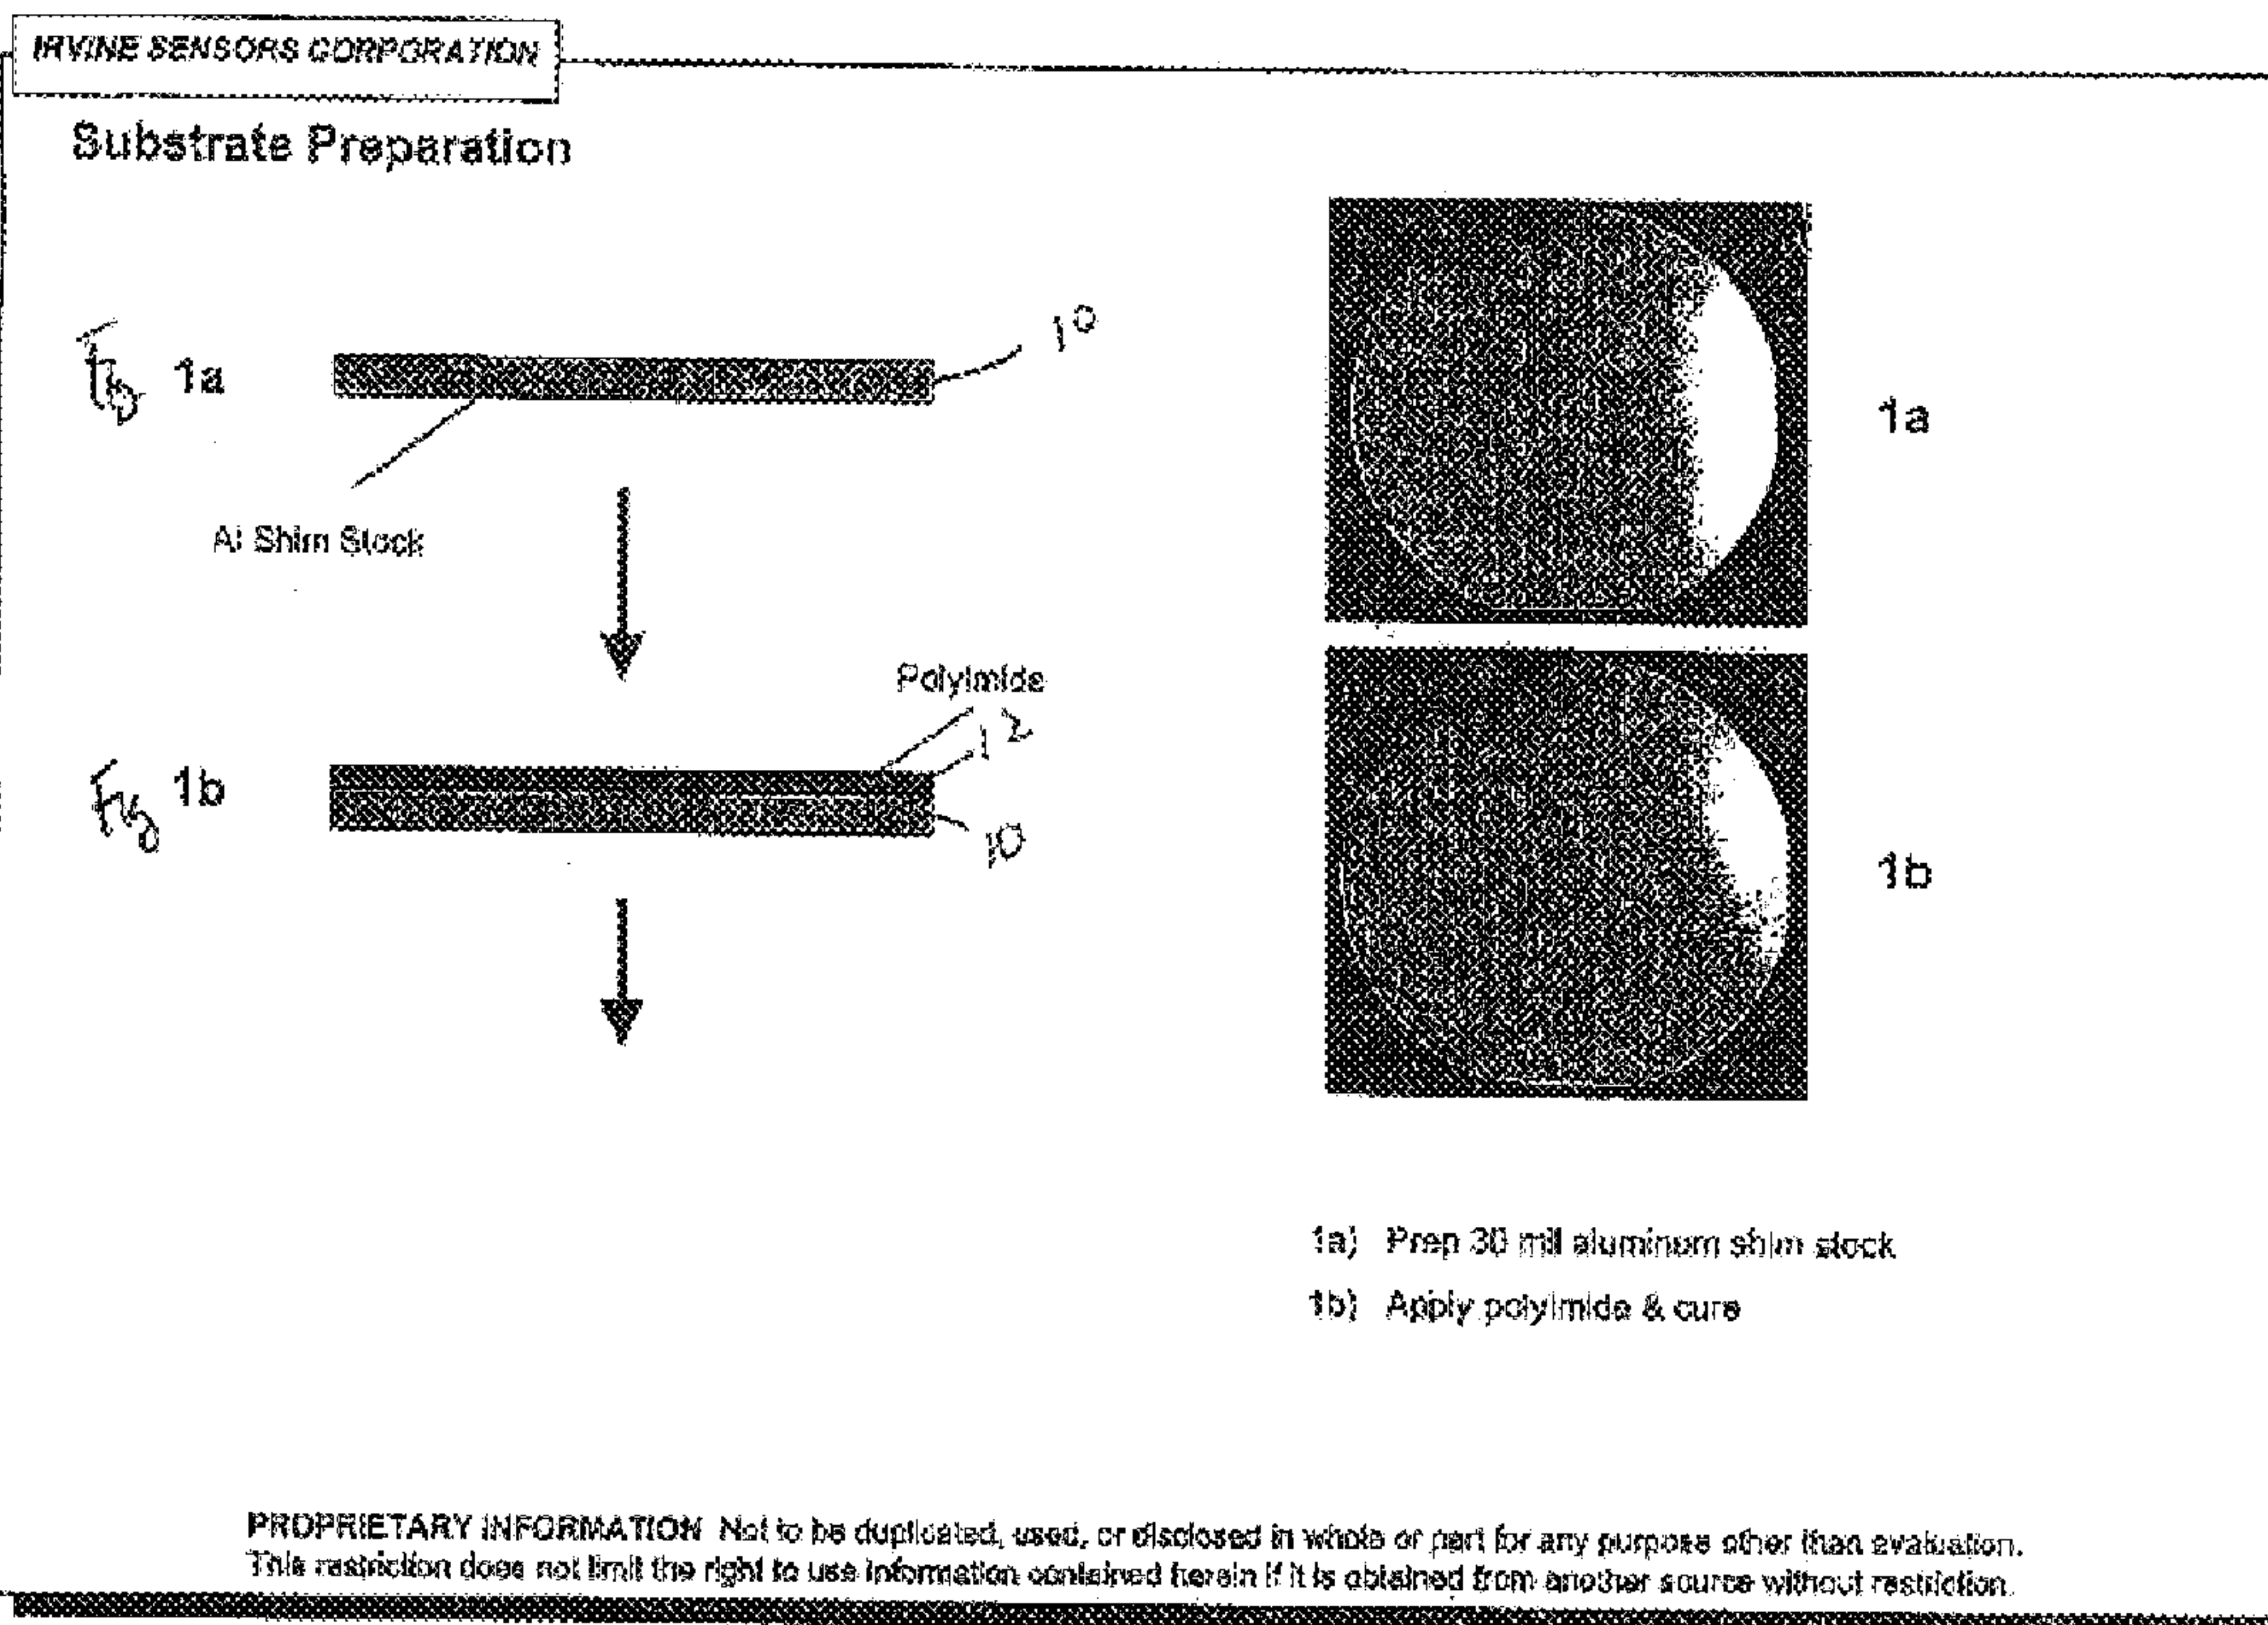 IRVINE SENSORS CORPORATION
Substrate Preparation
Fig 1a
10
Al Shim Stock
Polyimide
12
Fig 1b
10
1a
1b
1a) Prep 30 mil aluminum shim stock
1b) Apply polyimide & cure
PROPRIETARY INFORMATION Not to be duplicated, used, or disclosed in whole or part for any purpose other than evaluation.
This restriction does not limit the right to use information contained herein if it is obtained from another source without restriction.